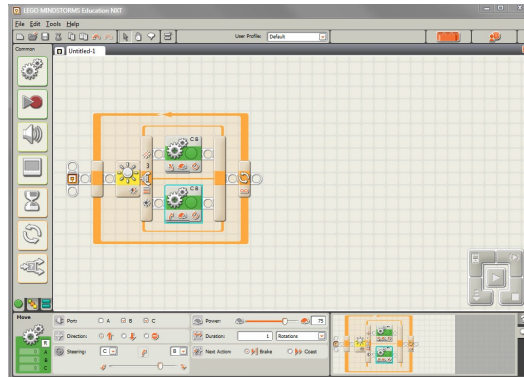 LEGO MINDSTORMS Education NXT
File Edit Tools Help
User Profile: Default
Common
Untitled-1
C B
3
C B
Move
Port: A B C
Power: 75
Direction:
Duration: 1 Rotations
Steering: C B
Next Action: Brake Coast
R
A
B
C